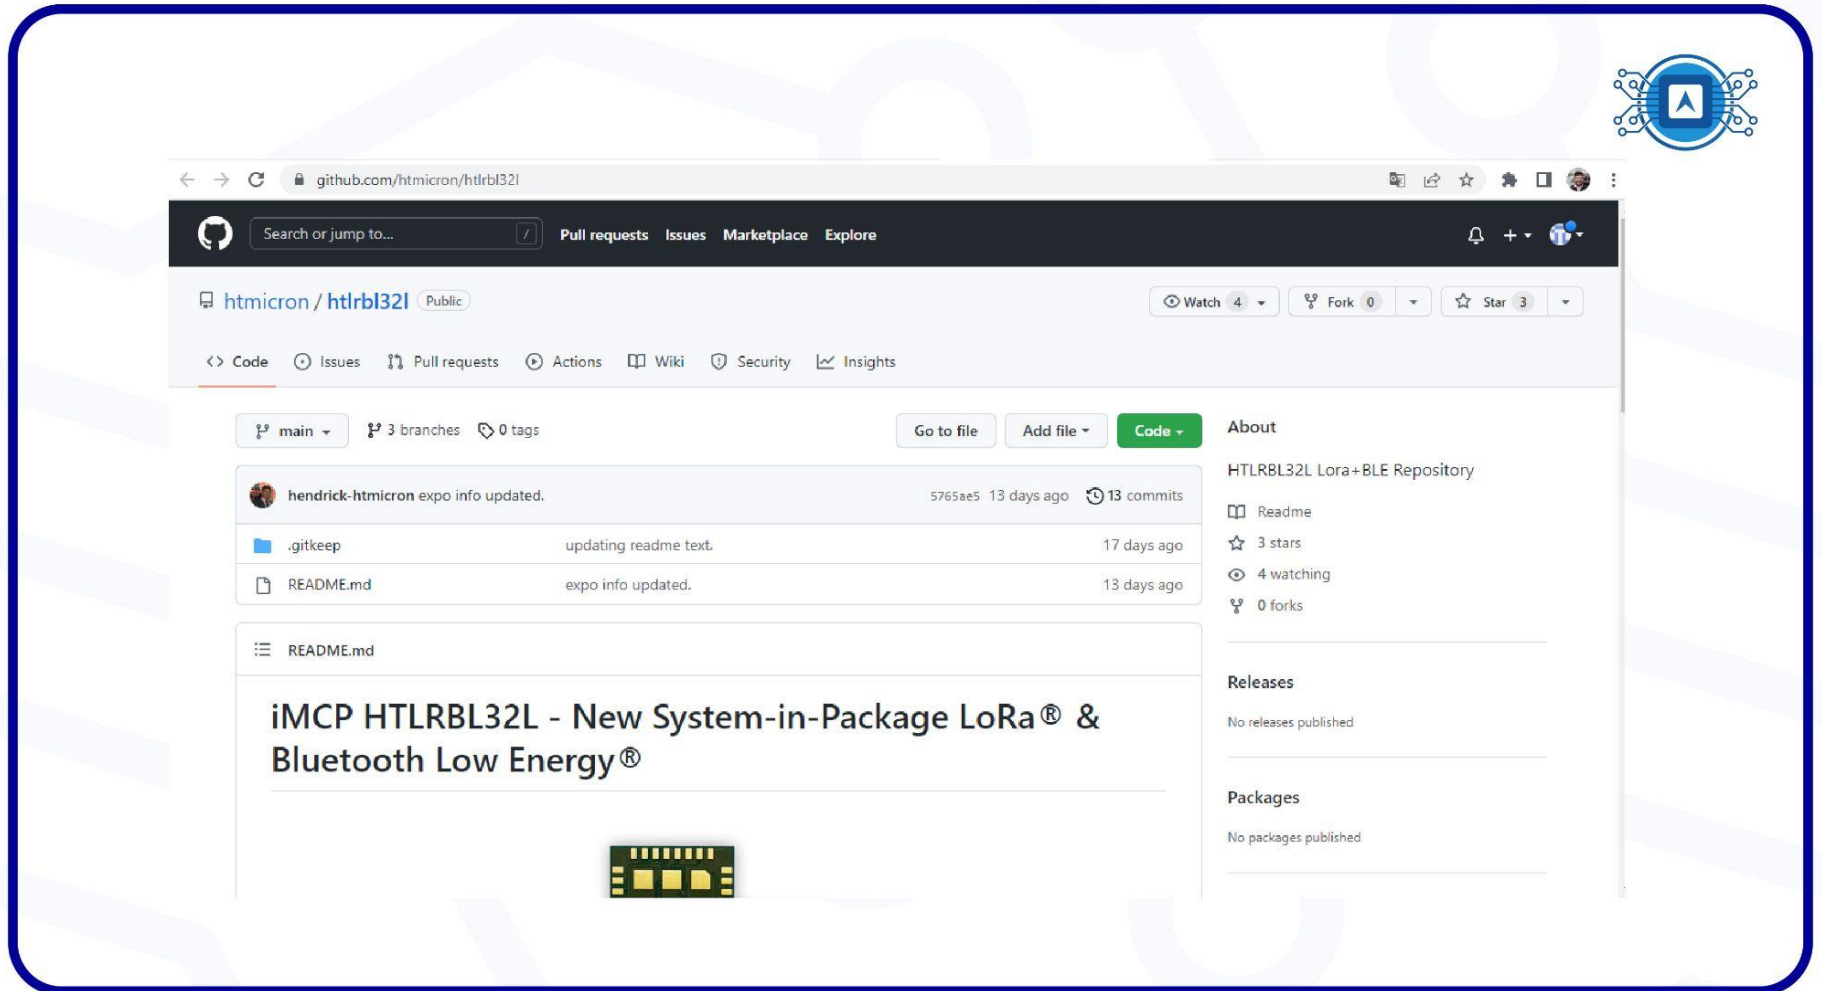 github.com/htmicron/htlrbl32l
Search or jump to... / Pull requests Issues Marketplace Explore
htmicron / htlrbl32l Public Watch 4 Fork 0 Star 3
Code Issues Pull requests Actions Wiki Security Insights
main 3 branches 0 tags Go to file Add file Code
About
HTLRBL32L Lora+BLE Repository
hendrick-htmicron expo info updated. 5765ae5 13 days ago 13 commits
Readme
.gitkeep updating readme text. 17 days ago
3 stars
4 watching
README.md expo info updated. 13 days ago
0 forks
README.md
Releases
No releases published
iMCP HTLRBL32L - New System-in-Package LoRa® &
Bluetooth Low Energy®
Packages
No packages published